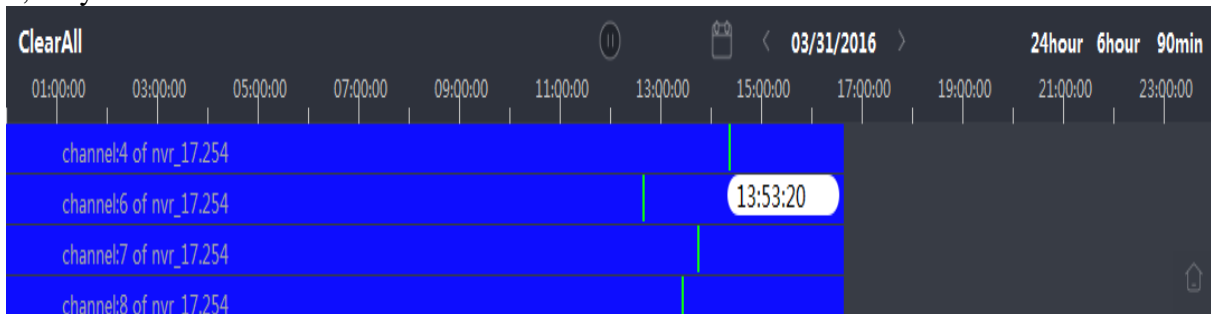 ClearAll 03/31/2016 24hour 6hour 90min
01:00:00 03:00:00 05:00:00 07:00:00 09:00:00 11:00:00 13:00:00 15:00:00 17:00:00 19:00:00 21:00:00 23:00:00
channel:4 of nvr_17.254
channel:6 of nvr_17.254 13:53:20
channel:7 of nvr_17.254
channel:8 of nvr_17.254